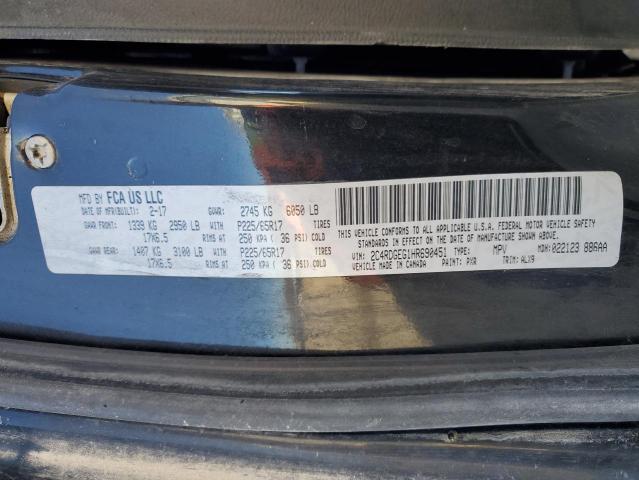 MFD BY FCA US LLC
DATE OF MFR(BUILT): 2-17 GVWR: 2745 KG 6050 LB
GAWR FRONT: 1339 KG 2950 LB WITH P225/65R17 TIRES
17X6.5 RIMS AT 250 KPA ( 36 PSI) COLD
GAWR REAR: 1407 KG 3100 LB WITH P225/65R17 TIRES
17X6.5 RIMS AT 250 KPA ( 36 PSI) COLD
THIS VEHICLE CONFORMS TO ALL APPLICABLE U.S.A. FEDERAL MOTOR VEHICLE SAFETY
STANDARDS IN EFFECT ON THE DATE OF MANUFACTURE SHOWN ABOVE.
VIN: 2C4RDGEG1HR690451 TYPE: MPV MDH: 022123 886AA
VEHICLE MADE IN CANADA PAINT: PXR TRIM: ALX9